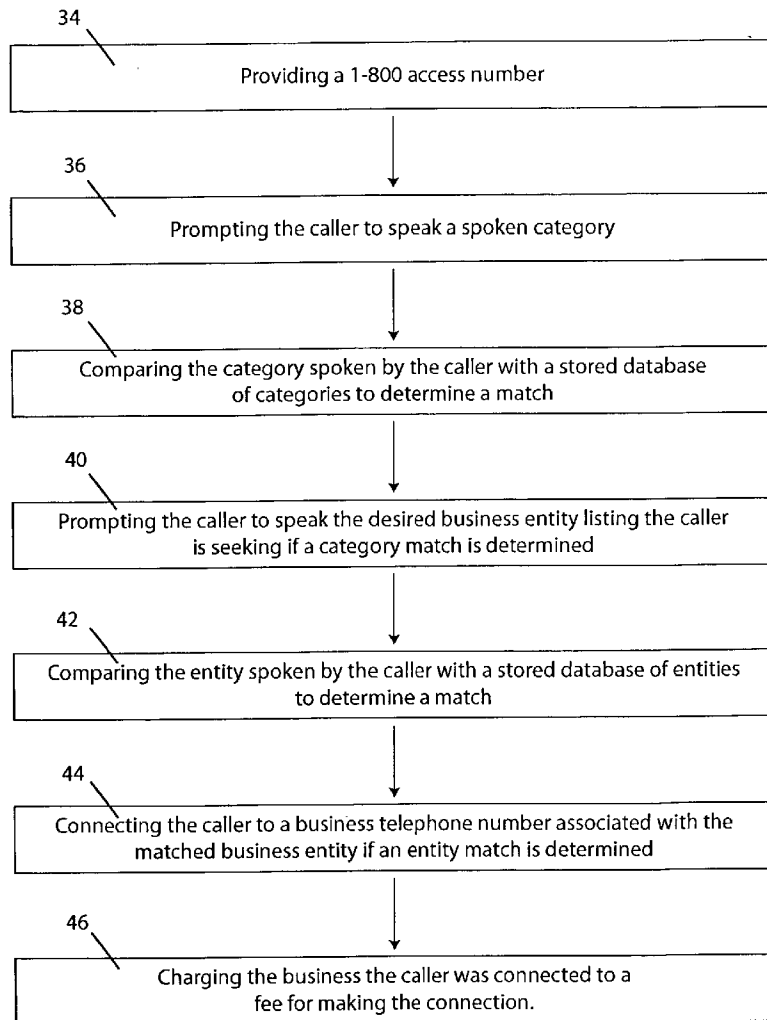 34
Providing a 1-800 access number
36
Prompting the caller to speak a spoken category
38
Comparing the category spoken by the caller with a stored database
of categories to determine a match
40
Prompting the caller to speak the desired business entity listing the caller
is seeking if a category match is determined
42
Comparing the entity spoken by the caller with a stored database of entities
to determine a match
44
Connecting the caller to a business telephone number associated with the
matched business entity if an entity match is determined
46
Charging the business the caller was connected to a
fee for making the connection.